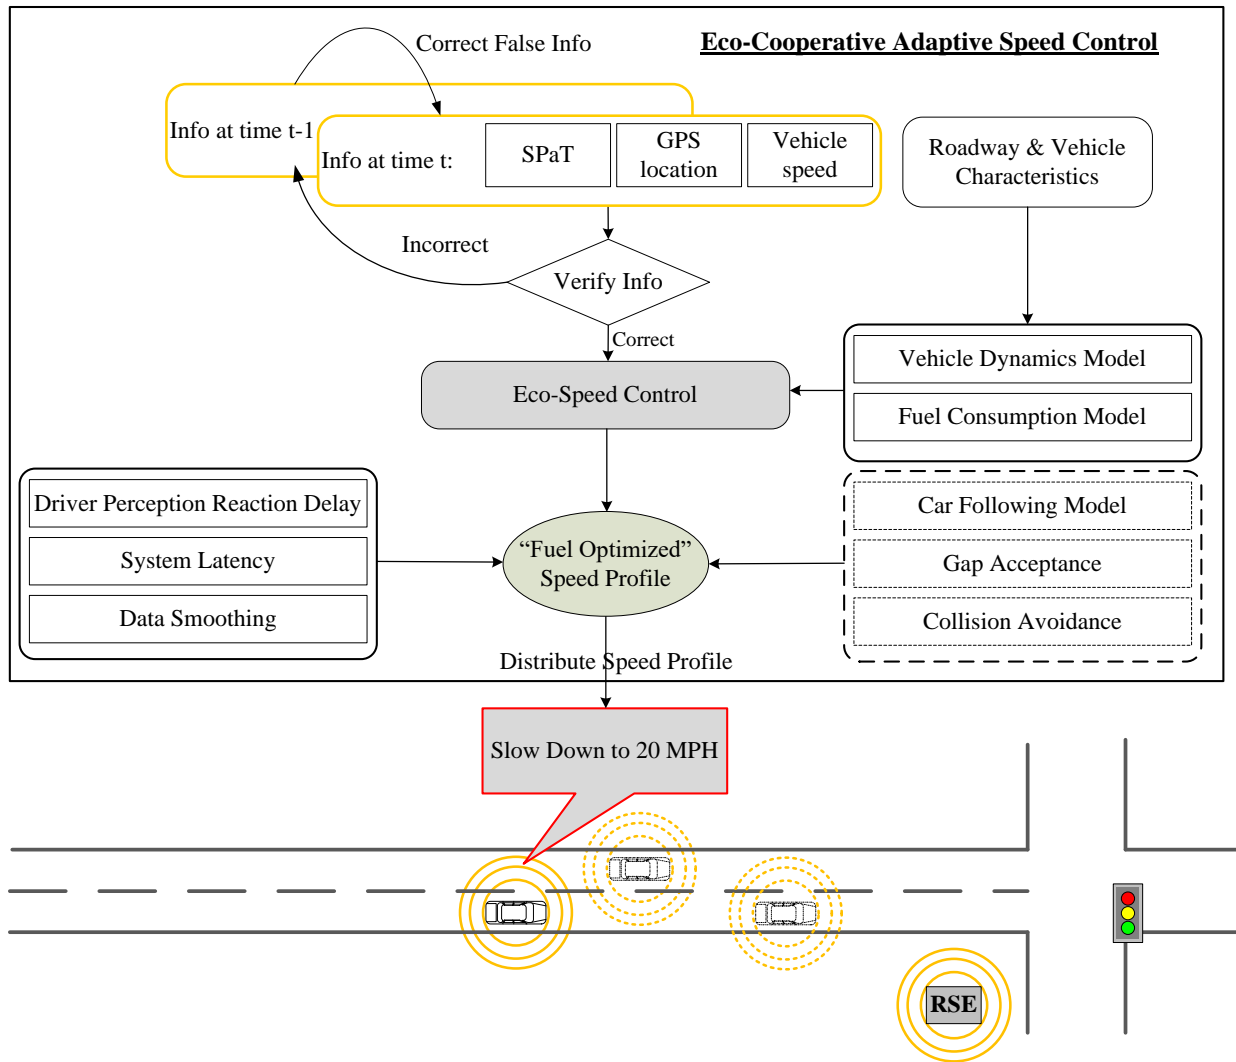 Eco-Cooperative Adaptive Speed Control
Correct False Info
Info at time t-1
Info at time t:
SPaT
GPS
location
Vehicle
speed
Roadway & Vehicle
Characteristics
Incorrect
Verify Info
Correct
Eco-Speed Control
Vehicle Dynamics Model
Fuel Consumption Model
Driver Perception Reaction Delay
System Latency
Data Smoothing
“Fuel Optimized”
Speed Profile
Car Following Model
Gap Acceptance
Collision Avoidance
Distribute Speed Profile
Slow Down to 20 MPH
RSE